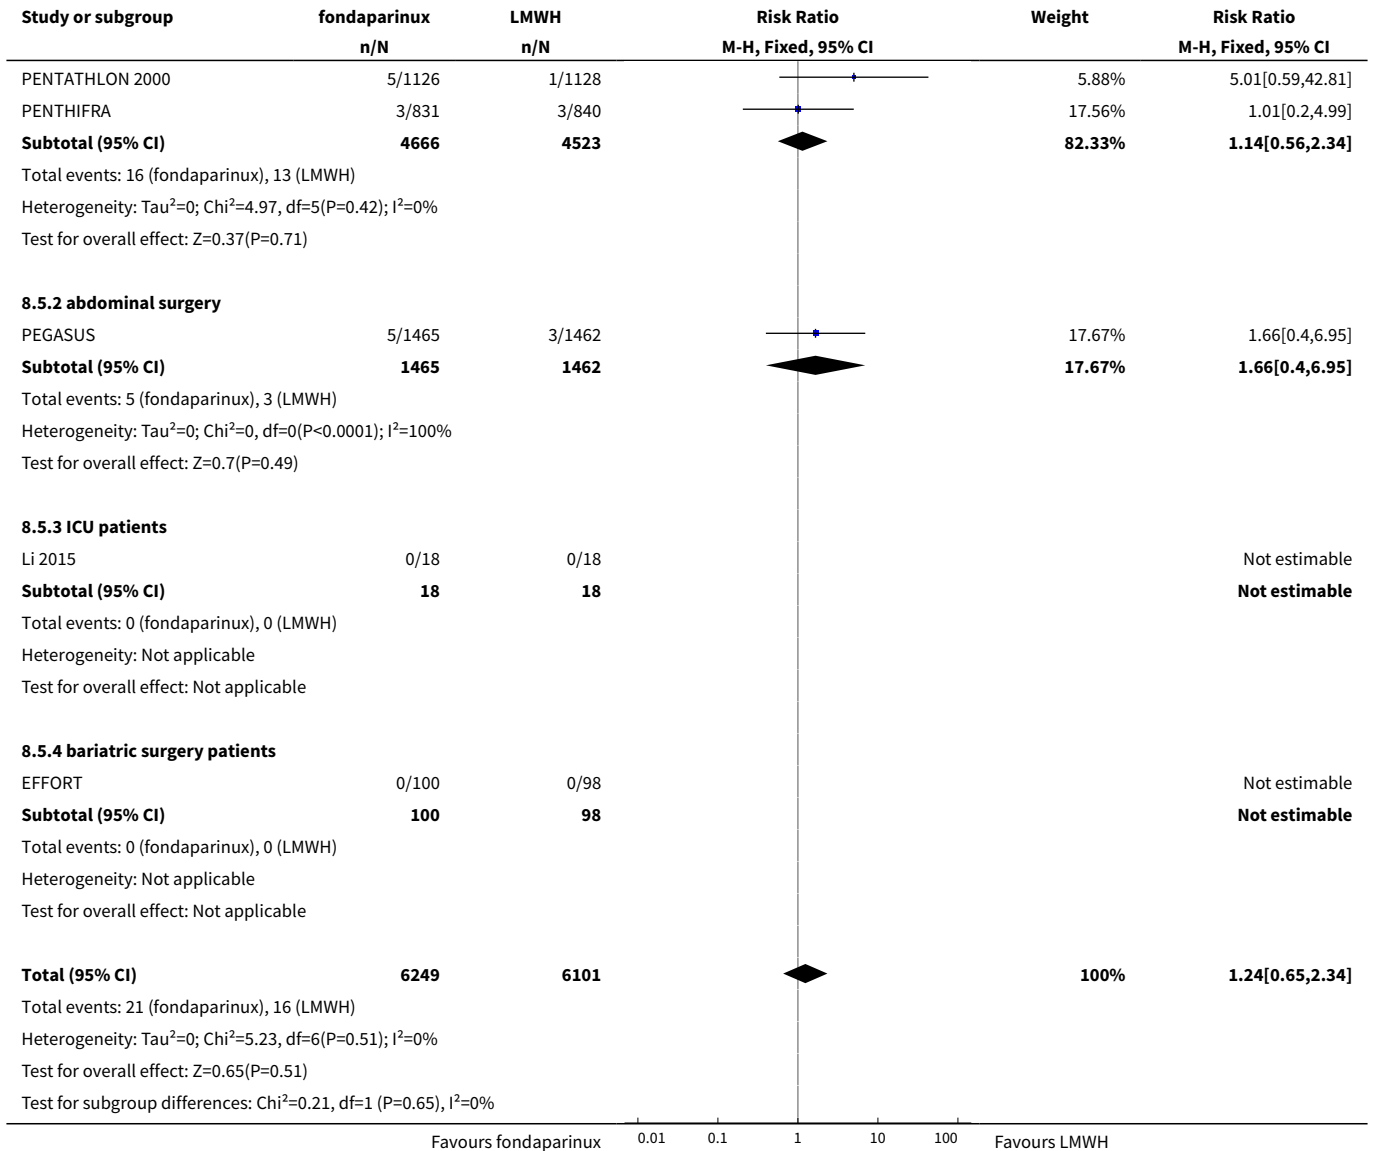 Study or subgroup fondaparinux LMWH Risk Ratio Weight Risk Ratio
n/N n/N M-H, Fixed, 95% CI M-H, Fixed, 95% CI
PENTATHLON 2000 5/1126 1/1128 5.88% 5.01[0.59,42.81]
PENTHIFRA 3/831 3/840 17.56% 1.01[0.2,4.99]
Subtotal (95% CI) 4666 4523 82.33% 1.14[0.56,2.34]
Total events: 16 (fondaparinux), 13 (LMWH)
Heterogeneity: Tau²=0; Chi²=4.97, df=5(P=0.42); I²=0%
Test for overall effect: Z=0.37(P=0.71)
8.5.2 abdominal surgery
PEGASUS 5/1465 3/1462 17.67% 1.66[0.4,6.95]
Subtotal (95% CI) 1465 1462 17.67% 1.66[0.4,6.95]
Total events: 5 (fondaparinux), 3 (LMWH)
Heterogeneity: Tau²=0; Chi²=0, df=0(P<0.0001); I²=100%
Test for overall effect: Z=0.7(P=0.49)
8.5.3 ICU patients
Li 2015 0/18 0/18 Not estimable
Subtotal (95% CI) 18 18 Not estimable
Total events: 0 (fondaparinux), 0 (LMWH)
Heterogeneity: Not applicable
Test for overall effect: Not applicable
8.5.4 bariatric surgery patients
EFFORT 0/100 0/98 Not estimable
Subtotal (95% CI) 100 98 Not estimable
Total events: 0 (fondaparinux), 0 (LMWH)
Heterogeneity: Not applicable
Test for overall effect: Not applicable
Total (95% CI) 6249 6101 100% 1.24[0.65,2.34]
Total events: 21 (fondaparinux), 16 (LMWH)
Heterogeneity: Tau²=0; Chi²=5.23, df=6(P=0.51); I²=0%
Test for overall effect: Z=0.65(P=0.51)
Test for subgroup differences: Chi²=0.21, df=1 (P=0.65), I²=0%
Favours fondaparinux 0.01 0.1 1 10 100 Favours LMWH